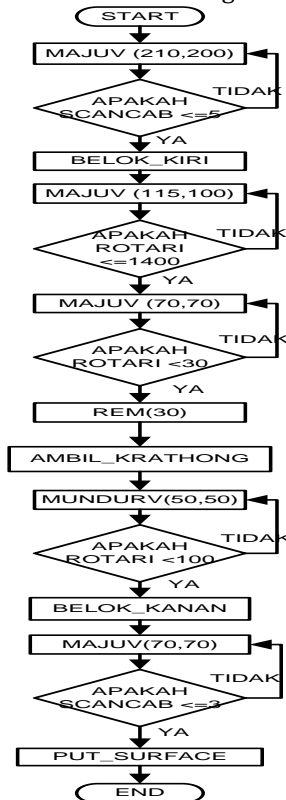 START
MAJUV (210,200)
TIDAK
APAKAH
SCANCAB <=5
YA
BELOK_KIRI
MAJUV (115,100)
TIDAK
APAKAH
ROTARI
<=1400
YA
MAJUV (70,70)
TIDAK
APAKAH
ROTARI <30
YA
REM(30)
AMBIL_KRATHONG
MUNDURV(50,50)
TIDAK
APAKAH
ROTARI <100
YA
BELOK_KANAN
MAJUV(70,70)
TIDAK
APAKAH
SCANCAB <=3
YA
PUT_SURFACE
END